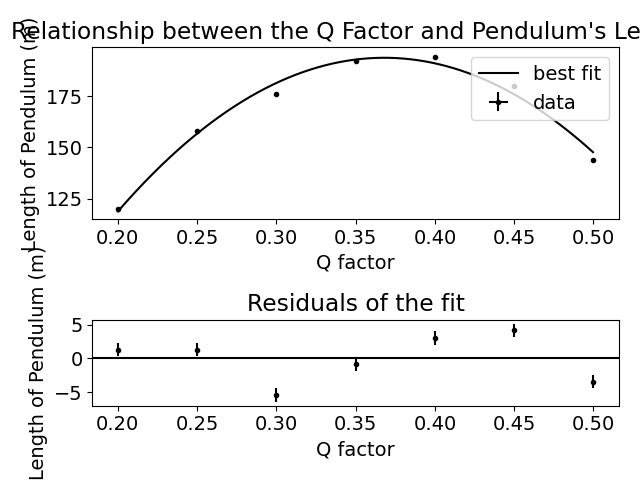 Relationship between the Q Factor and Pendulum's Le
Length of Pendulum (m)
175
150
125
best fit
data
0.20 0.25 0.30 0.35 0.40 0.45 0.50
Q factor
Residuals of the fit
Length of Pendulum (m)
5
0
−5
0.20 0.25 0.30 0.35 0.40 0.45 0.50
Q factor